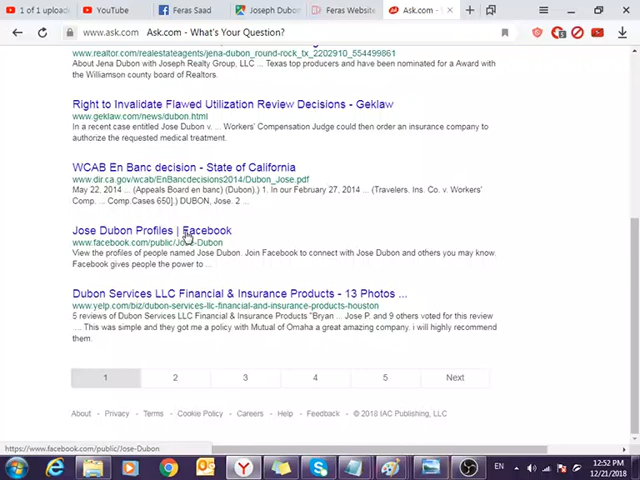 1 of 1 upload
YouTube
Feras Saad
Joseph Dubon
Feras Website
Ask.com
www.ask.com
Ask.com - What's Your Question?
www.realtor.com/realestateagents/jena-dubon_round-rock_tx_2202910_554499861
About Jena Dubon with Joseph Realty Group, LLC ... Texas top producers and have been nominated for a Award with
the Williamson county board of Realtors.
Right to Invalidate Flawed Utilization Review Decisions - Geklaw
www.geklaw.com/news/dubon.html
In a recent case entitled Jose Dubon v. ... Workers' Compensation Judge could then order an insurance company to
authorize the requested medical treatment.
WCAB En Banc decision - State of California
www.dir.ca.gov/wcab/EnBancdecisions2014/Dubon_Jose.pdf
May 22, 2014 ... (Appeals Board en banc) (Dubon).) 1. In our February 27, 2014 ... (Travelers. Ins. Co. v. Workers'
Comp. ... Comp.Cases 650].) DUBON, Jose. 2 ...
Jose Dubon Profiles | Facebook
www.facebook.com/public/Jose-Dubon
View the profiles of people named Jose Dubon. Join Facebook to connect with Jose Dubon and others you may know.
Facebook gives people the power to ...
Dubon Services LLC Financial & Insurance Products - 13 Photos ...
www.yelp.com/biz/dubon-services-llc-financial-and-insurance-products-houston
5 reviews of Dubon Services LLC Financial & Insurance Products "Bryan ... Jose P. and 9 others voted for this review
.... This was simple and they got me a policy with Mutual of Omaha a great amazing company. i will highly recommend
them.
1 2 3 4 5 Next
About - Privacy - Terms - Cookie Policy - Careers - Help - Feedback - © 2018 IAC Publishing, LLC
https://www.facebook.com/public/Jose-Dubon
EN
12:52 PM
12/21/2018